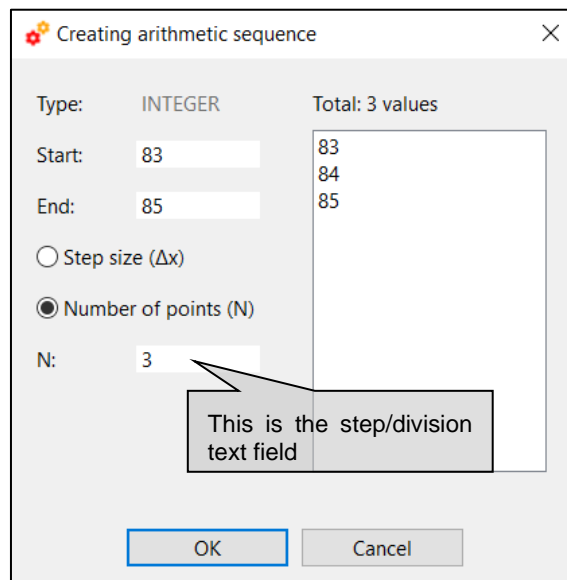 Creating arithmetic sequence
Type: INTEGER
Start: 83
End: 85
Step size (Δx)
Number of points (N)
N: 3
Total: 3 values
83
84
85
This is the step/division
text field
OK Cancel